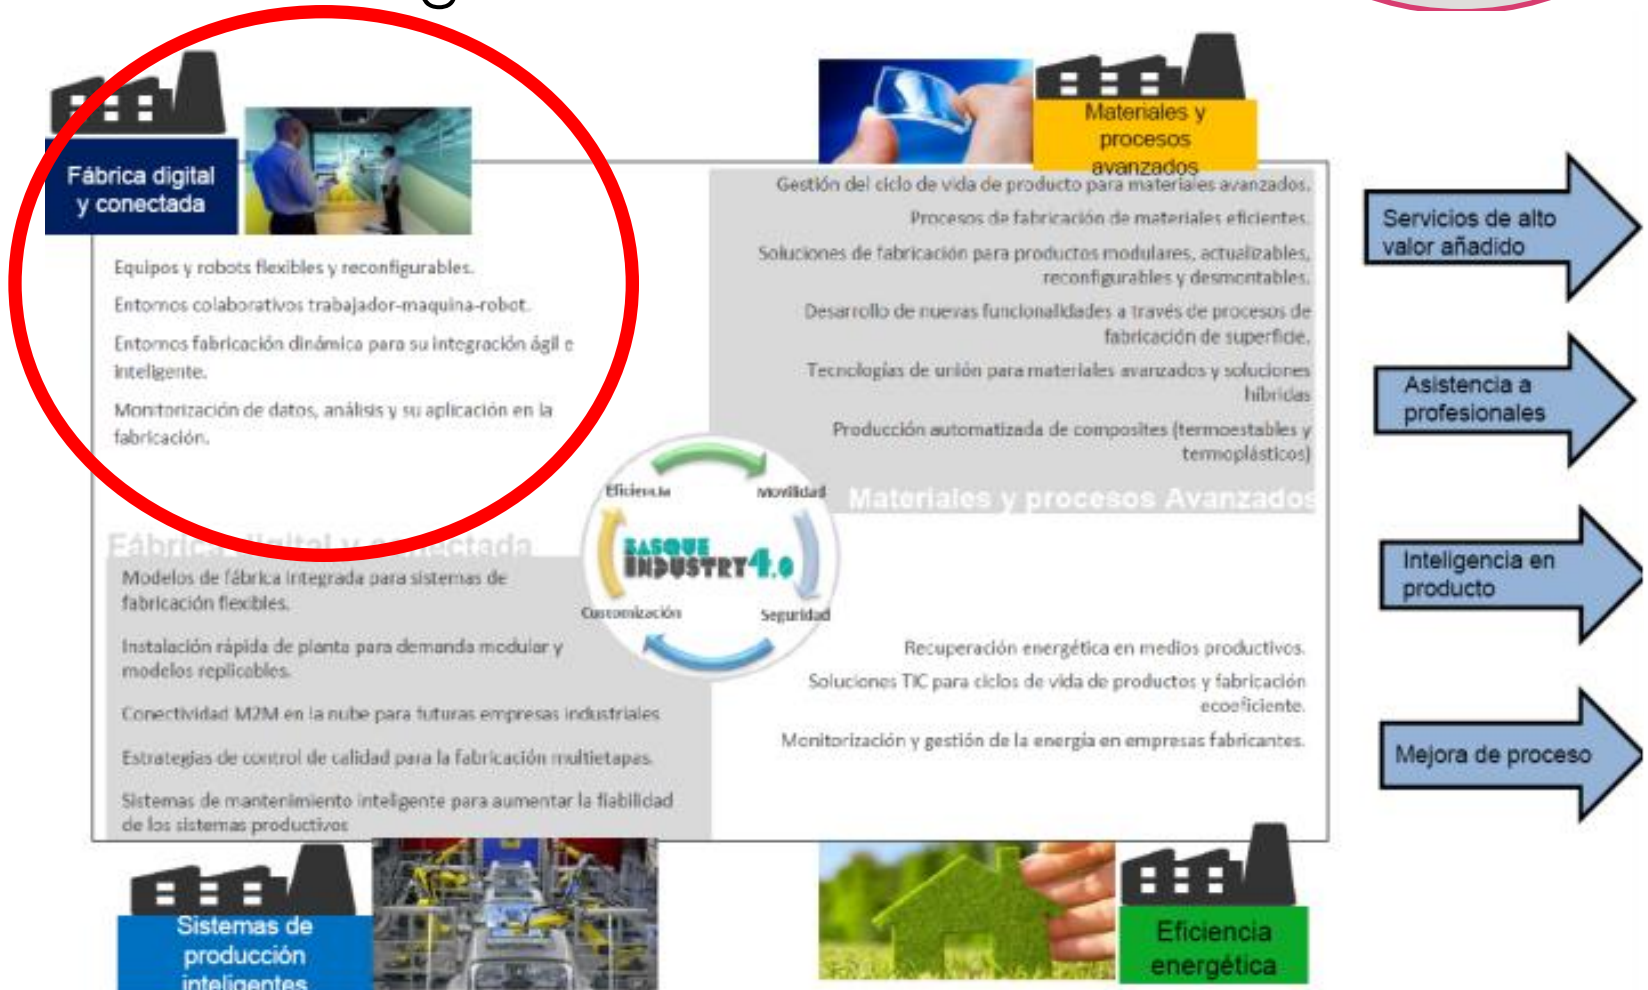 Fábrica digital
y conectada
Equipos y robots flexibles y reconfigurables.
Entornos colaborativos trabajador-maquina-robot.
Entornos fabricación dinámica para su integración ágil e
inteligente.
Monitorización de datos, análisis y su aplicación en la
fabricación.
Fábrica digital y conectada
Materiales y
procesos
avanzados
Gestión del ciclo de vida de producto para materiales avanzados.
Procesos de fabricación de materiales eficientes.
Soluciones de fabricación para productos modulares, actualizables,
reconfigurables y desmontables.
Desarrollo de nuevas funcionalidades a través de procesos de
fabricación de superficie.
Tecnologías de unión para materiales avanzados y soluciones
híbridas
Producción automatizada de composites (termoestables y
termoplásticos)
Materiales y procesos Avanzados
Eficiencia
Movilidad
BASQUE
INDUSTRY 4.0
Customización
Seguridad
Modelos de fábrica integrada para sistemas de
fabricación flexibles.
Instalación rápida de planta para demanda modular y
modelos replicables.
Conectividad M2M en la nube para futuras empresas industriales
Estrategias de control de calidad para la fabricación multietapas.
Sistemas de mantenimiento inteligente para aumentar la fiabilidad
de los sistemas productivos
Sistemas de
producción
inteligentes
Recuperación energética en medios productivos.
Soluciones TIC para ciclos de vida de productos y fabricación
ecoeficiente.
Monitorización y gestión de la energía en empresas fabricantes.
Eficiencia
energética
Servicios de alto
valor añadido
Asistencia a
profesionales
Inteligencia en
producto
Mejora de proceso